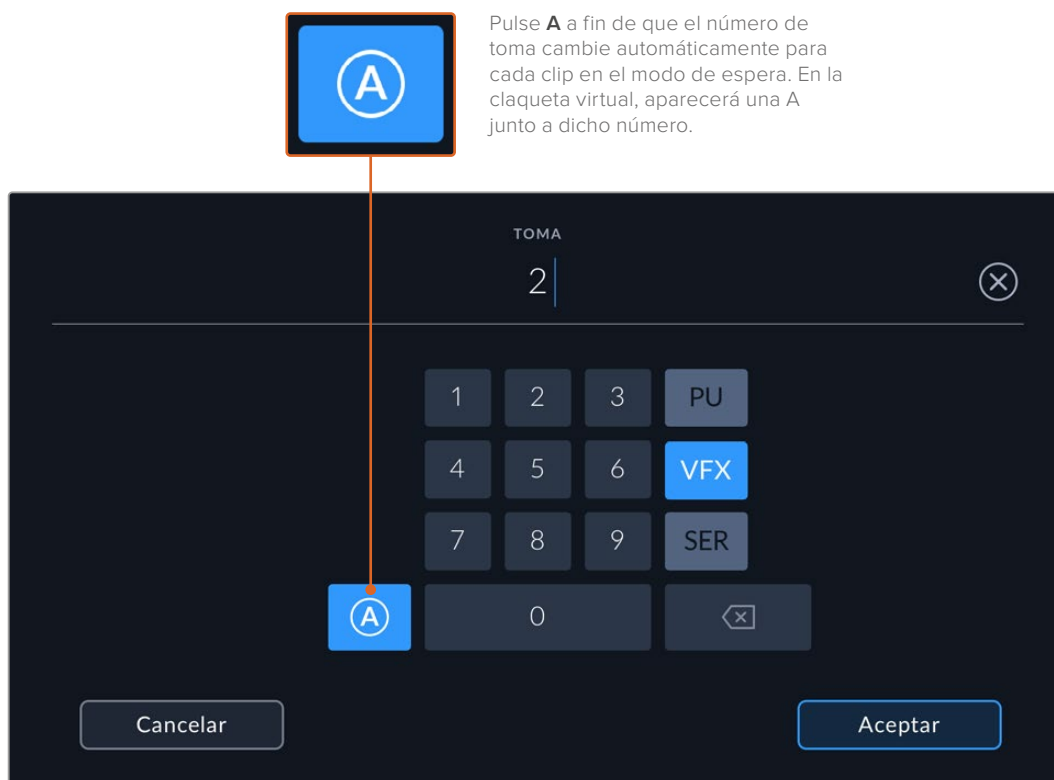 A
Pulse A a fin de que el número de
toma cambie automáticamente para
cada clip en el modo de espera. En la
claqueta virtual, aparecerá una A
junto a dicho número.
TOMA
2
1 2 3 PU
4 5 6 VFX
7 8 9 SER
A 0
Cancelar Aceptar